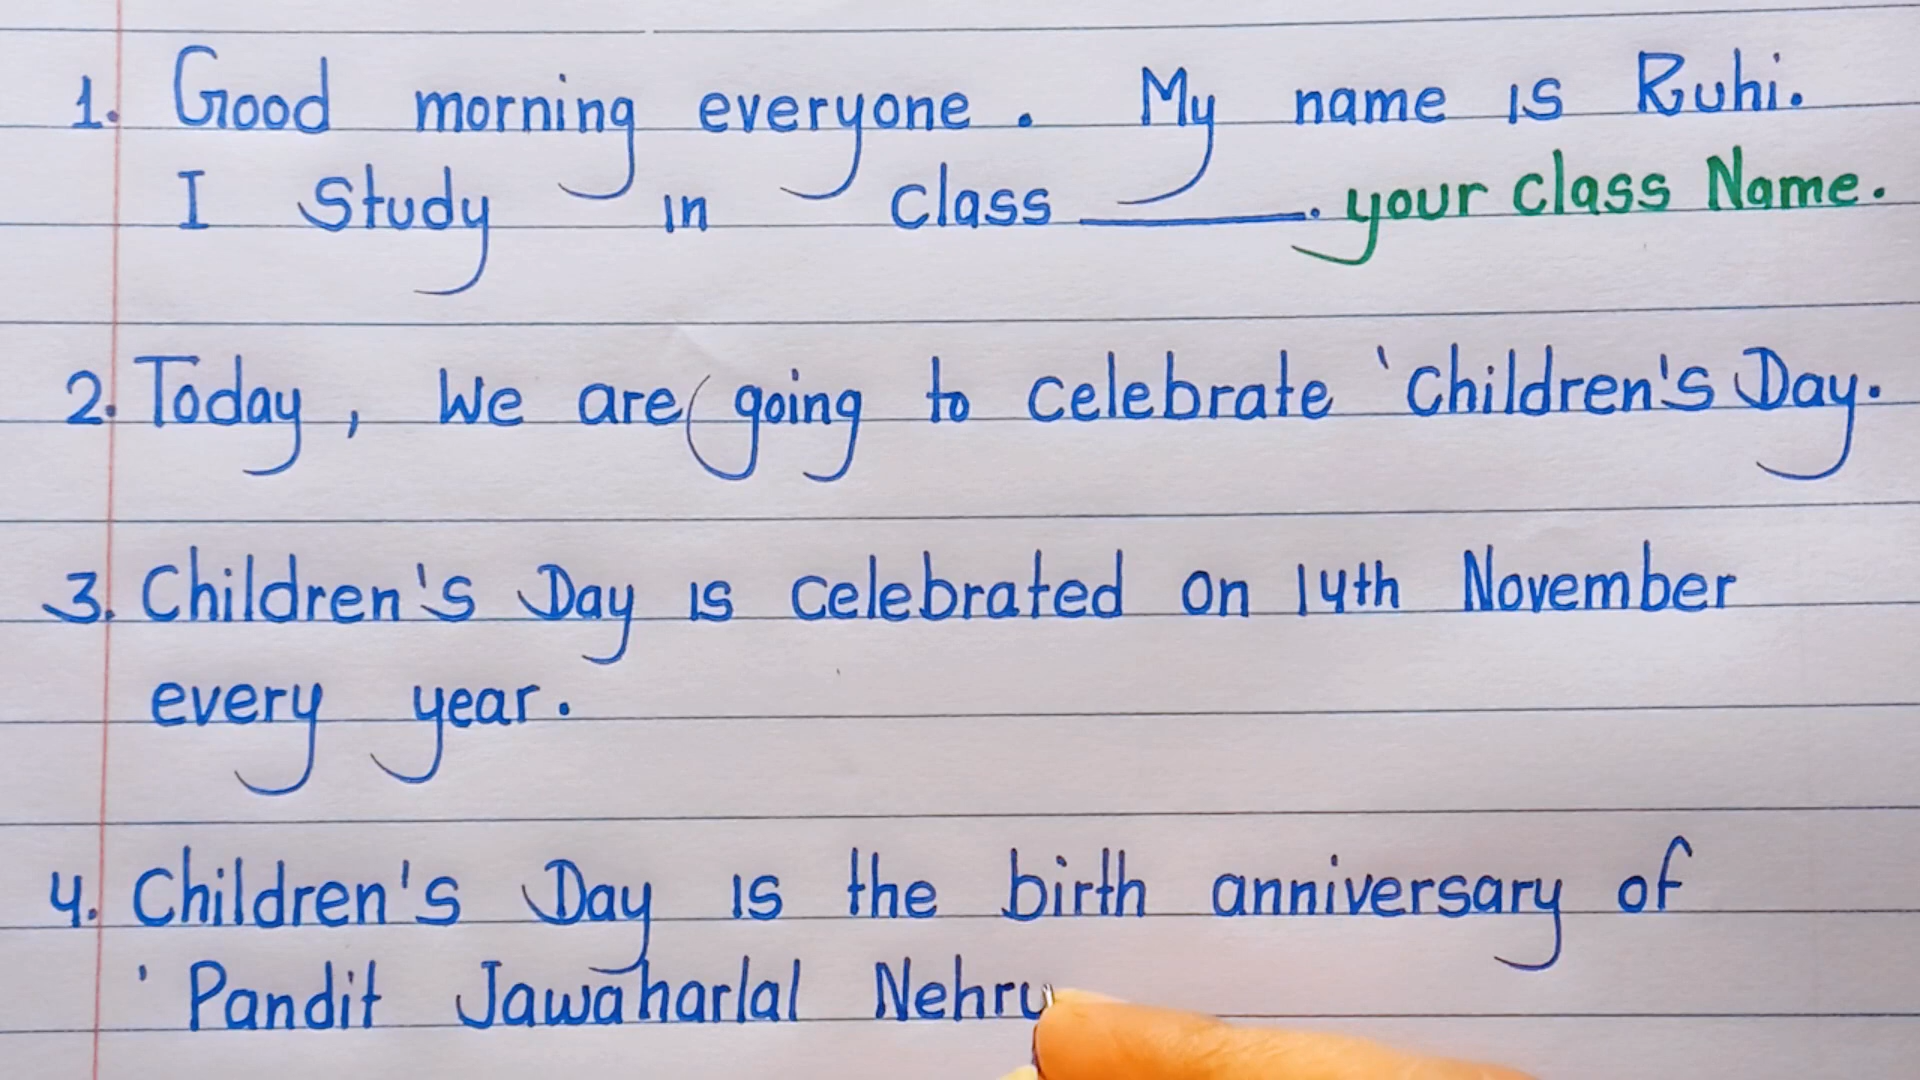 1. Good morning everyone. My name is Ruhi.
I Study in class ______. your class Name.
2. Today, We are going to celebrate 'Children's Day.
3. Children's Day is celebrated on 14th November
every year.
4. Children's Day is the birth anniversary of
'Pandit Jawaharlal Nehru